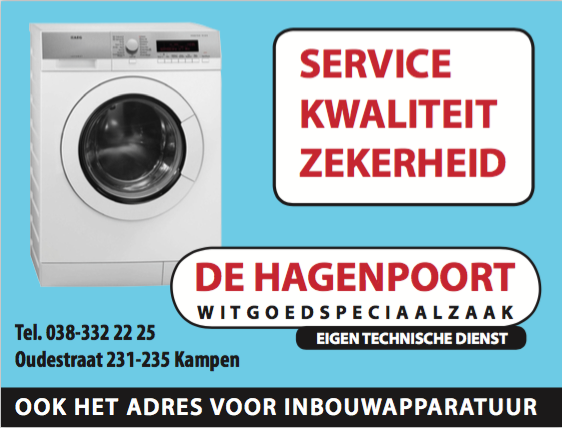 SERVICE
KWALITEIT
ZEKERHEID
DE HAGENPOORT
WITGOEDSPECIAALZAAK
EIGEN TECHNISCHE DIENST
Tel. 038-332 22 25
Oudestraat 231-235 Kampen
OOK HET ADRES VOOR INBOUWAPPARATUUR